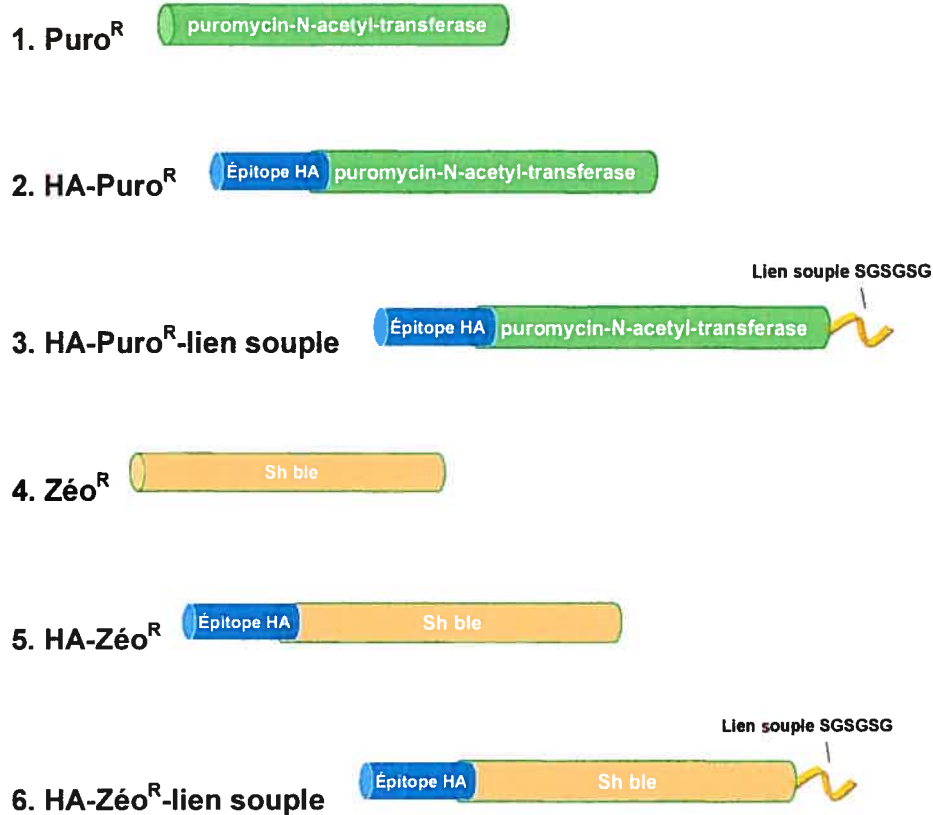 1. Puro^R puromycin-N-acetyl-transferase
2. HA-Puro^R Épitope HA puromycin-N-acetyl-transferase
Lien souple SGSGSG
3. HA-Puro^R-lien souple Épitope HA puromycin-N-acetyl-transferase
4. Zéo^R Sh ble
5. HA-Zéo^R Épitope HA Sh ble
Lien souple SGSGSG
6. HA-Zéo^R-lien souple Épitope HA Sh ble